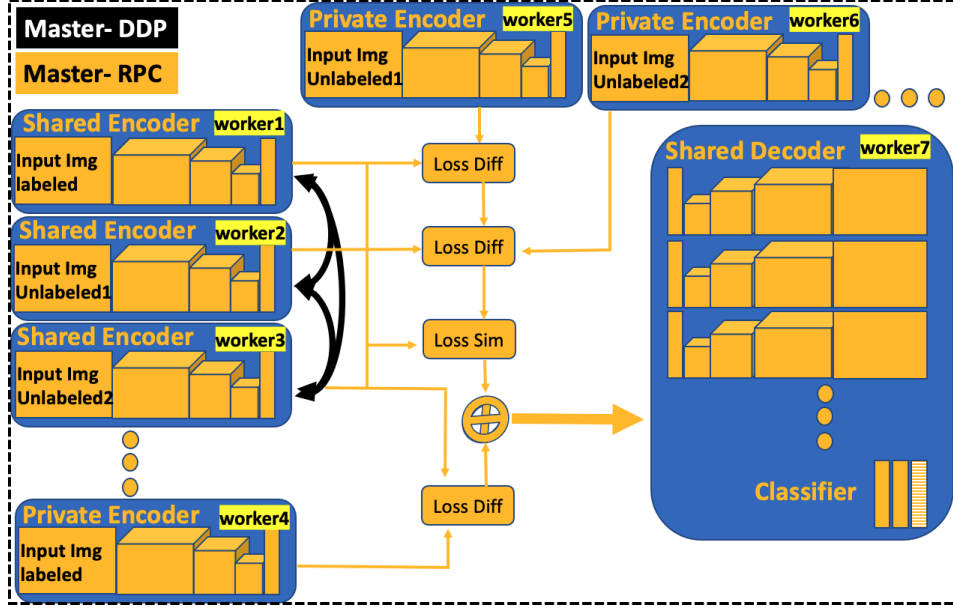 Master- DDP
Master- RPC
Private Encoder
worker5
Input Img
Unlabeled1
Private Encoder
worker6
Input Img
Unlabeled2
Shared Encoder
worker1
Input Img
labeled
Shared Encoder
worker2
Input Img
Unlabeled1
Shared Encoder
worker3
Input Img
Unlabeled2
Private Encoder
worker4
Input Img
labeled
Loss Diff
Loss Diff
Loss Sim
Loss Diff
Shared Decoder
worker7
Classifier